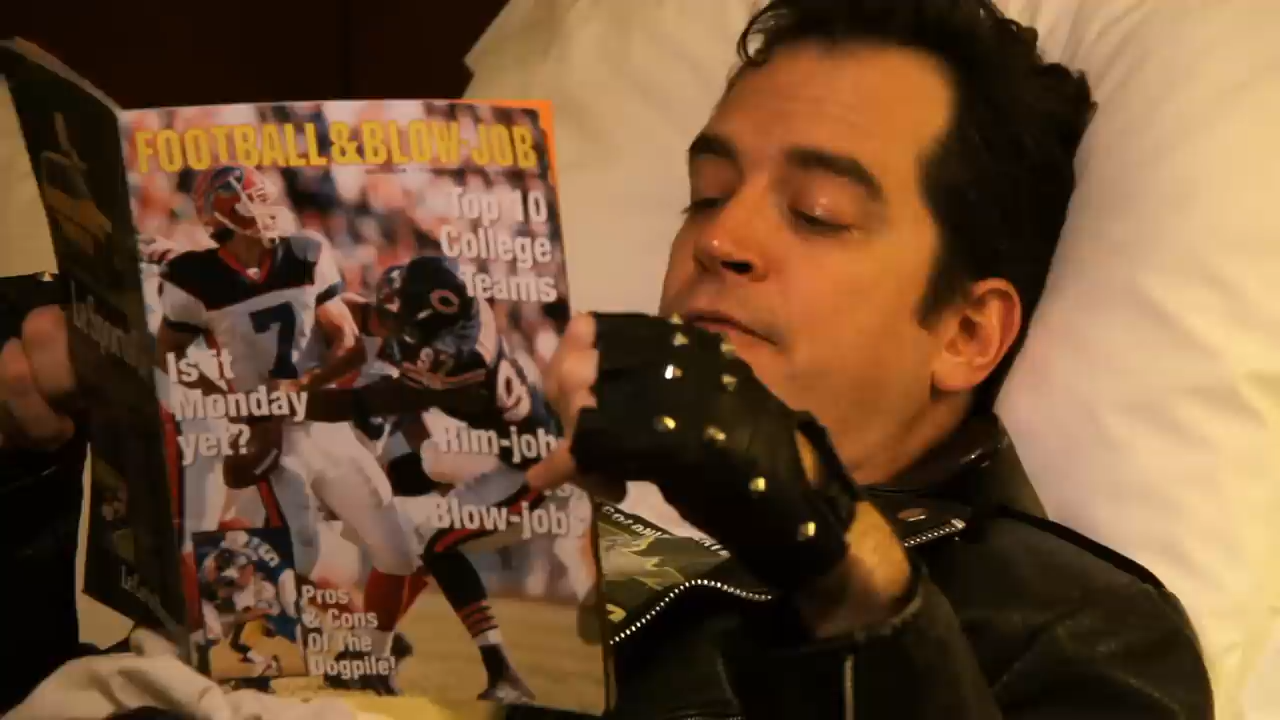 FOOTBALL & BLOW-JOB
Top 10
College
Teams
Is it
Monday
yet?
Rim-job
Blow-job
Pros
& Cons
Of The
Dogpile!
7